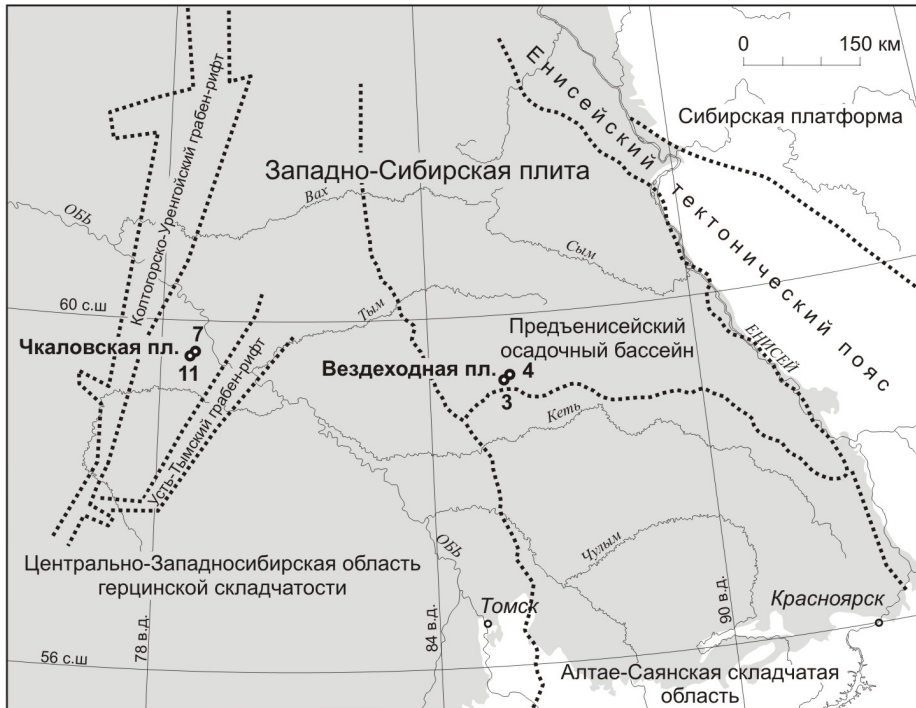 0 150 км
Енисейский тектонический пояс
Сибирская платформа
Западно-Сибирская плита
Колтогорско-Уренгойский грабен-рифт
ОБЬ
Вах
Сым
60 с.ш
Тым
Предъенисейский
осадочный бассейн
ЕНИСЕЙ
7
Чкаловская пл.
11
Вездеходная пл.
4
3
Усть-Тымский грабен-рифт
Кеть
ОБЬ
Чулым
Центрально-Западносибирская область
герцинской складчатости
78 в.д.
84 в.д.
90 в.д.
Томск
Красноярск
56 с.ш
Алтае-Саянская складчатая
область